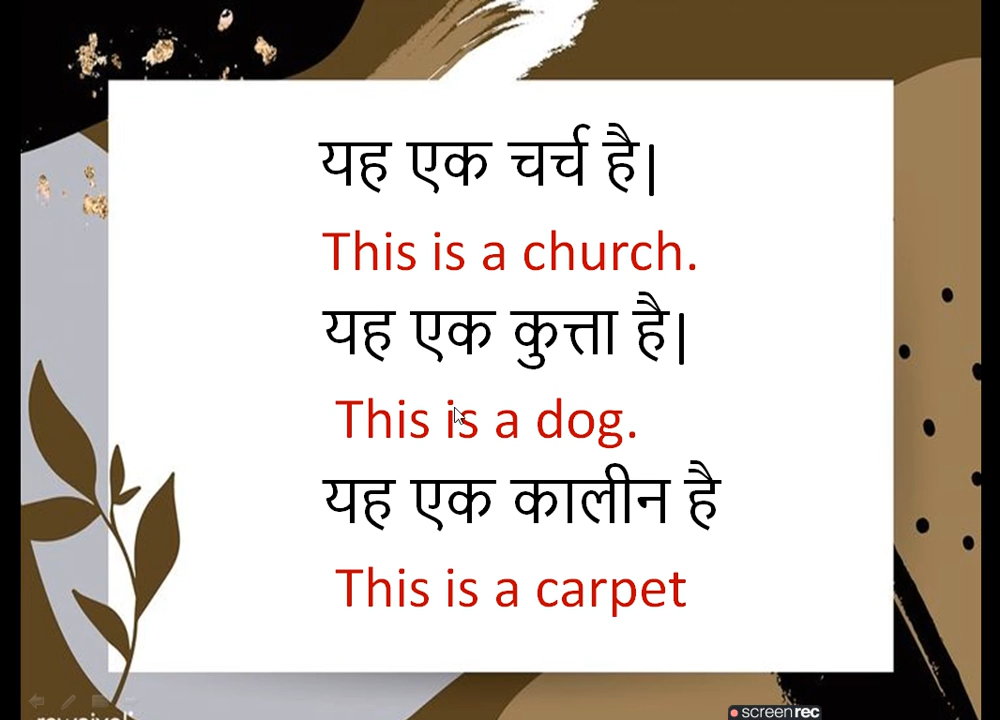 यह एक चर्च है|
This is a church.
यह एक कुत्ता है|
This is a dog.
यह एक कालीन है
This is a carpet
screenrec